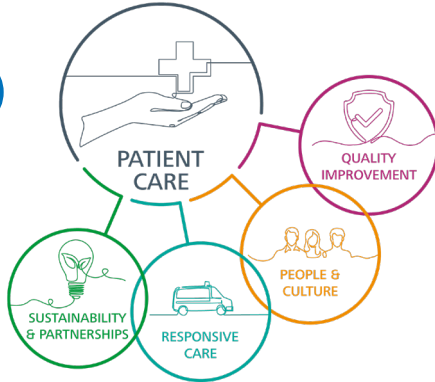 PATIENT
CARE
QUALITY
IMPROVEMENT
PEOPLE &
CULTURE
SUSTAINABILITY
& PARTNERSHIPS
RESPONSIVE
CARE